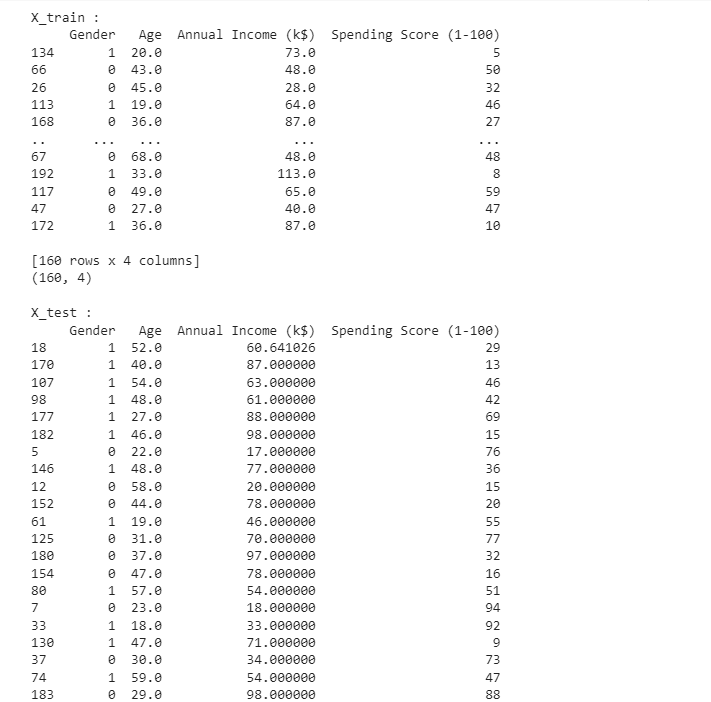 X_train :
Gender Age Annual Income (k$) Spending Score (1-100)
134 1 20.0 73.0 5
66 0 43.0 48.0 50
26 0 45.0 28.0 32
113 1 19.0 64.0 46
168 0 36.0 87.0 27
.. ... ... ... ...
67 0 68.0 48.0 48
192 1 33.0 113.0 8
117 0 49.0 65.0 59
47 0 27.0 40.0 47
172 1 36.0 87.0 10
[160 rows x 4 columns]
(160, 4)
X_test :
Gender Age Annual Income (k$) Spending Score (1-100)
18 1 52.0 60.641026 29
170 1 40.0 87.000000 13
107 1 54.0 63.000000 46
98 1 48.0 61.000000 42
177 1 27.0 88.000000 69
182 1 46.0 98.000000 15
5 0 22.0 17.000000 76
146 1 48.0 77.000000 36
12 0 58.0 20.000000 15
152 0 44.0 78.000000 20
61 1 19.0 46.000000 55
125 0 31.0 70.000000 77
180 0 37.0 97.000000 32
154 0 47.0 78.000000 16
80 1 57.0 54.000000 51
7 0 23.0 18.000000 94
33 1 18.0 33.000000 92
130 1 47.0 71.000000 9
37 0 30.0 34.000000 73
74 1 59.0 54.000000 47
183 0 29.0 98.000000 88